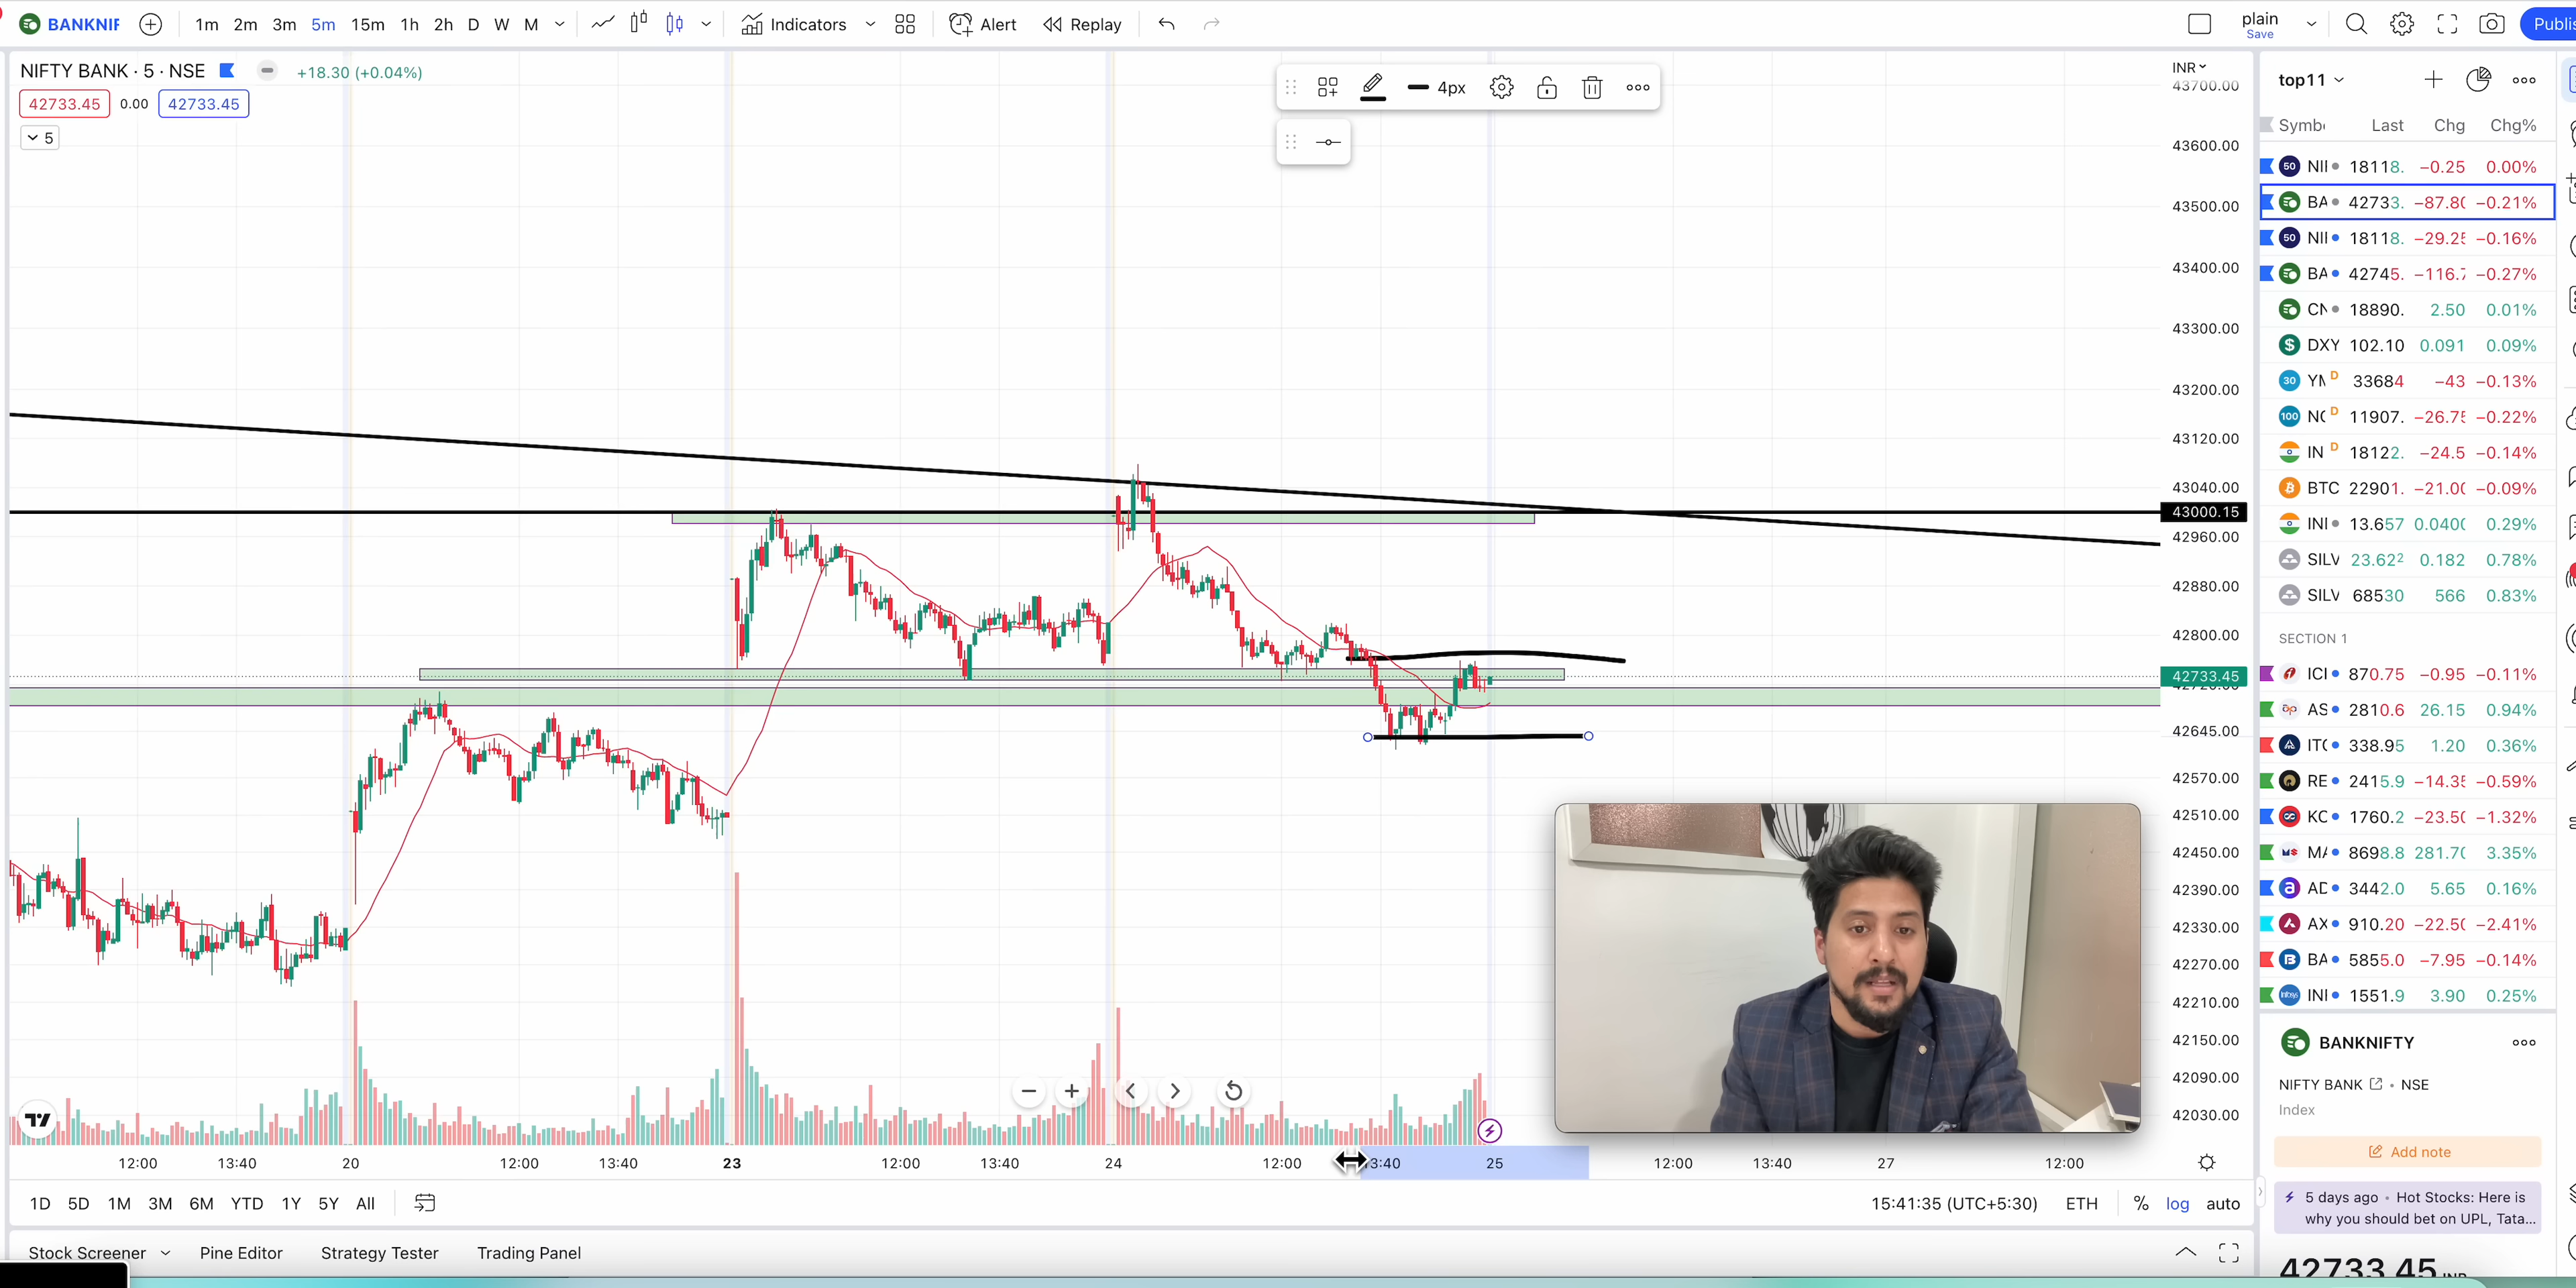 BANKNIF 1m 2m 3m 5m 15m 1h 2h D W M Indicators Alert Replay plain Save
NIFTY BANK · 5 · NSE +18.30 (+0.04%)
42733.45 0.00 42733.45
5
4px
INR
43700.00
43600.00
43500.00
43400.00
43300.00
43200.00
43120.00
43040.00
43000.15
42960.00
42880.00
42800.00
42733.45
42645.00
42570.00
42510.00
42450.00
42390.00
42330.00
42270.00
42210.00
42150.00
42090.00
42030.00
12:00 13:40 20 12:00 13:40 23 12:00 13:40 24 12:00 3:40 25 12:00 13:40 27 12:00
1D 5D 1M 3M 6M YTD 1Y 5Y All 15:41:35 (UTC+5:30) ETH % log auto
Stock Screener Pine Editor Strategy Tester Trading Panel
top11
Last Chg Chg%
50 NII 18118. −0.25 0.00%
BA 42733. −87.80 −0.21%
50 NII 18118. −29.25 −0.16%
BA 42745. −116.7 −0.27%
CN 18890. 2.50 0.01%
DXY 102.10 0.091 0.09%
30 YM D 33684 −43 −0.13%
100 NQ D 11907. −26.75 −0.22%
IN D 18122. −24.5 −0.14%
BTC 22901. −21.00 −0.09%
INI 13.657 0.0400 0.29%
SILV 23.62² 0.182 0.78%
SILV 68530 566 0.83%
SECTION 1
ICI 870.75 −0.95 −0.11%
AS 2810.6 26.15 0.94%
ITC 338.95 1.20 0.36%
RE 2415.9 −14.35 −0.59%
KO 1760.2 −23.50 −1.32%
MA 8698.8 281.70 3.35%
AD 3442.0 5.65 0.16%
AX 910.20 −22.50 −2.41%
BA 5855.0 −7.95 −0.14%
INI 1551.9 3.90 0.25%
BANKNIFTY
NIFTY BANK • NSE
Index
Add note
5 days ago • Hot Stocks: Here is
why you should bet on UPL, Tata...
42733.45